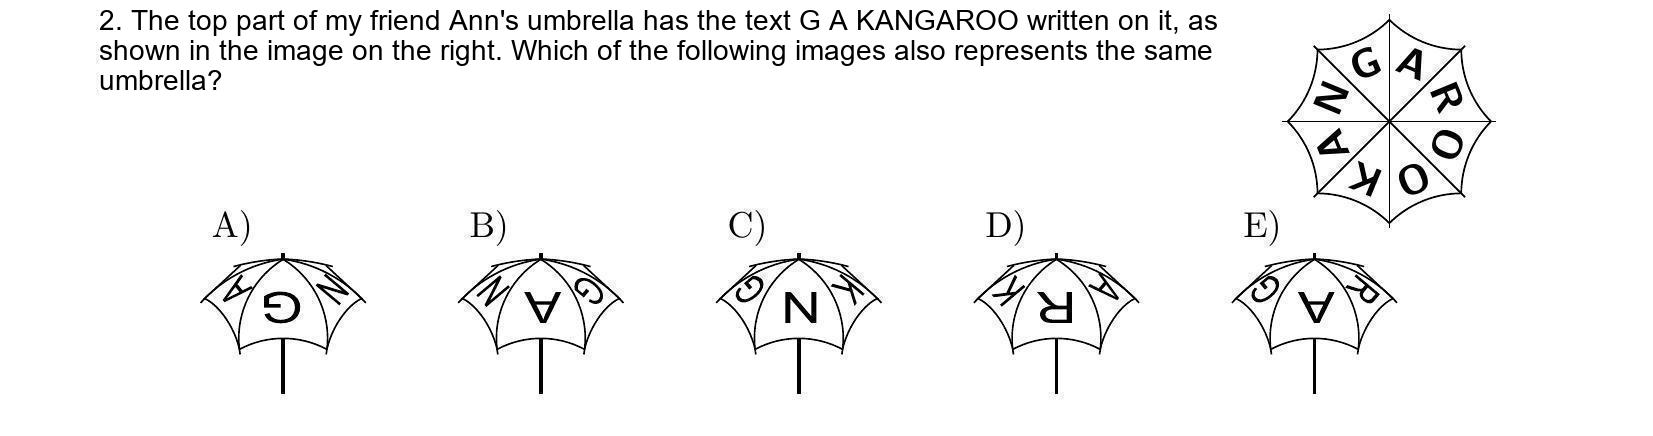 2. The top part of my friend Ann's umbrella has the text G A KANGAROO written on it, as
shown in the image on the right. Which of the following images also represents the same
umbrella?
G A
N R
A O
K O
A) B) C) D) E)
A G N N A G G N K K R A G A R